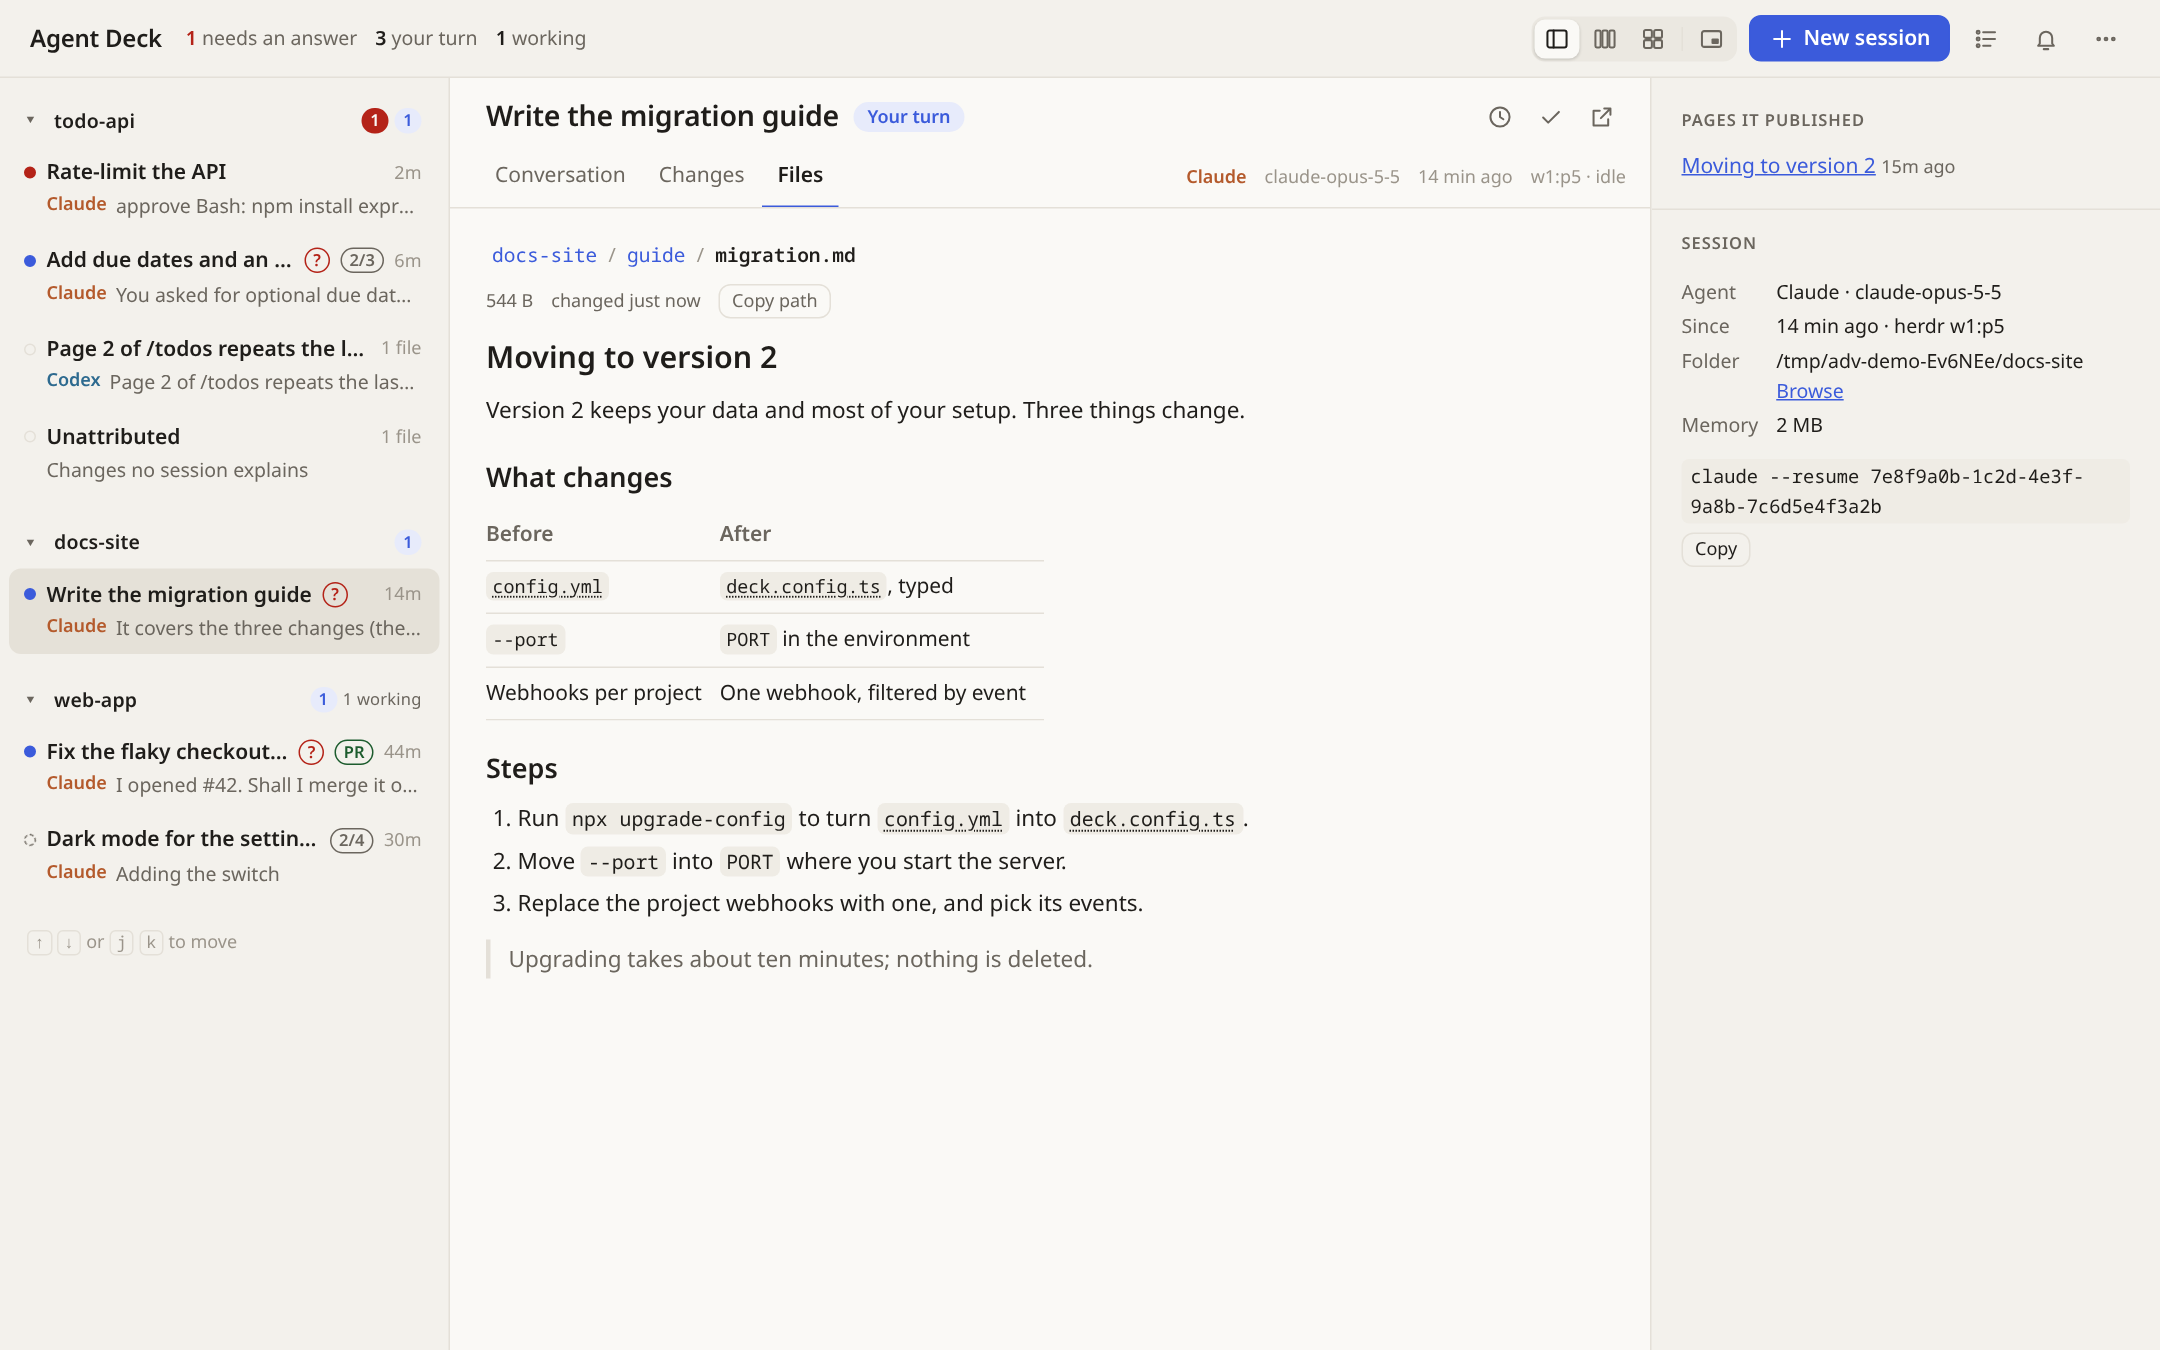 Agent Deck 1 needs an answer 3 your turn 1 working
New session
todo-api 1 1
Rate-limit the API 2m
Claude approve Bash: npm install expr...
Add due dates and an ... ? 2/3 6m
Claude You asked for optional due dat...
Page 2 of /todos repeats the l... 1 file
Codex Page 2 of /todos repeats the las...
Unattributed 1 file
Changes no session explains
docs-site 1
Write the migration guide ? 14m
Claude It covers the three changes (the...
web-app 1 1 working
Fix the flaky checkout... ? PR 44m
Claude I opened #42. Shall I merge it o...
Dark mode for the settin... 2/4 30m
Claude Adding the switch
↑ ↓ or j k to move
Write the migration guide Your turn
Conversation Changes Files
Claude claude-opus-5-5 14 min ago w1:p5 · idle
docs-site / guide / migration.md
544 B changed just now Copy path
Moving to version 2
Version 2 keeps your data and most of your setup. Three things change.
What changes
Before After
config.yml deck.config.ts, typed
--port PORT in the environment
Webhooks per project One webhook, filtered by event
Steps
1. Run npx upgrade-config to turn config.yml into deck.config.ts.
2. Move --port into PORT where you start the server.
3. Replace the project webhooks with one, and pick its events.
Upgrading takes about ten minutes; nothing is deleted.
PAGES IT PUBLISHED
Moving to version 2 15m ago
SESSION
Agent Claude · claude-opus-5-5
Since 14 min ago · herdr w1:p5
Folder /tmp/adv-demo-Ev6NEe/docs-site
Browse
Memory 2 MB
claude --resume 7e8f9a0b-1c2d-4e3f-
9a8b-7c6d5e4f3a2b
Copy